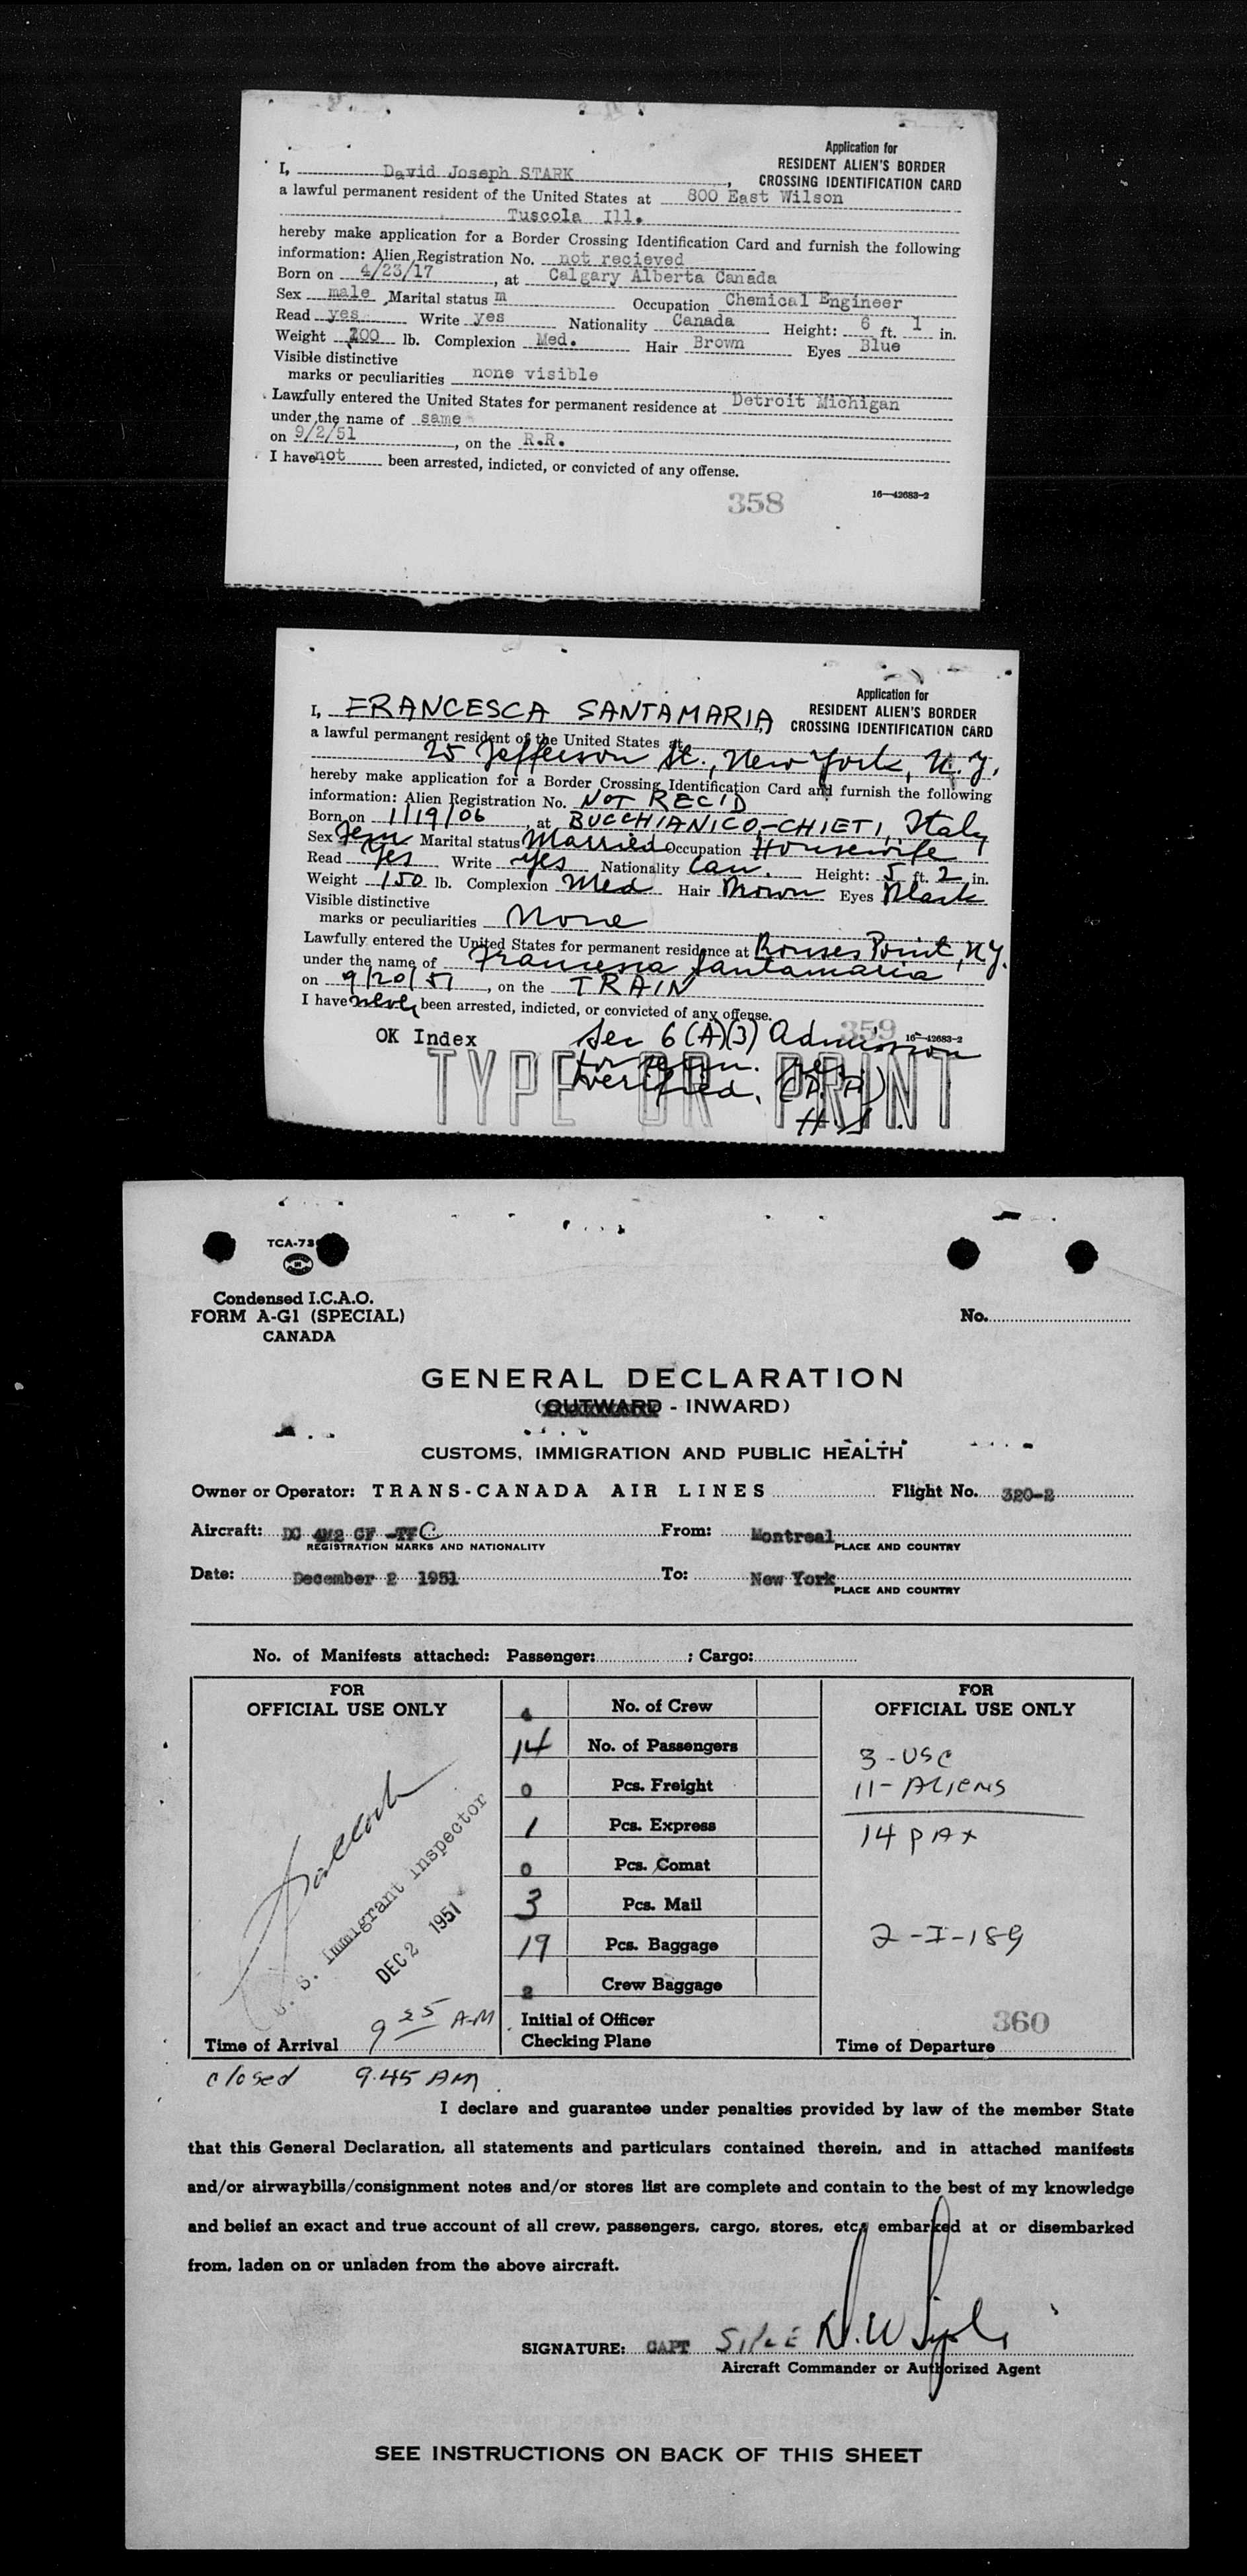 Application for
RESIDENT ALIEN'S BORDER
CROSSING IDENTIFICATION CARD
I, David Joseph STARK,
a lawful permanent resident of the United States at 800 East Wilson
Tuscola Ill.
hereby make application for a Border Crossing Identification Card and furnish the following
information: Alien Registration No. not recieved
Born on 4/23/17, at Calgary Alberta Canada
Sex male Marital status m Occupation Chemical Engineer
Read yes Write yes Nationality Canada Height: 6 ft. 1 in.
Weight 200 lb. Complexion Med. Hair Brown Eyes Blue
Visible distinctive
marks or peculiarities none visible
Lawfully entered the United States for permanent residence at Detroit Michigan
under the name of same
on 9/2/51, on the R.R.
I have not been arrested, indicted, or convicted of any offense.
358 16—42683-2
Application for
RESIDENT ALIEN'S BORDER
CROSSING IDENTIFICATION CARD
I, FRANCESCA SANTAMARIA,
a lawful permanent resident of the United States at
25 Jefferson St., New York, N.Y.
hereby make application for a Border Crossing Identification Card and furnish the following
information: Alien Registration No. NOT REC'D
Born on 1/19/06, at BUCCHIANICO-CHIETI, Italy
Sex Fem Marital status Married Occupation Housewife
Read Yes Write yes Nationality Can. Height: 5 ft. 2 in.
Weight 150 lb. Complexion Med Hair Brown Eyes Black
Visible distinctive
marks or peculiarities None
Lawfully entered the United States for permanent residence at Rouses Point, N.Y.
under the name of Francesca Santamaria
on 9/20/51, on the TRAIN
I have never been arrested, indicted, or convicted of any offense.
359 16—42683-2
OK Index Sec 6(A)(3) Admission
verified.
TYPE OR PRINT
TCA-73
Condensed I.C.A.O.
FORM A-G1 (SPECIAL)
CANADA
No.
GENERAL DECLARATION
(OUTWARD - INWARD)
CUSTOMS, IMMIGRATION AND PUBLIC HEALTH
Owner or Operator: TRANS-CANADA AIR LINES Flight No. 320-2
Aircraft: DC 4M2 CF -TFC From: Montreal
REGISTRATION MARKS AND NATIONALITY PLACE AND COUNTRY
Date: December 2 1951 To: New York
PLACE AND COUNTRY
No. of Manifests attached: Passenger: ; Cargo:
FOR
OFFICIAL USE ONLY
U. S. Immigrant Inspector
DEC 2 1951
Time of Arrival 9 25 A.M
4 No. of Crew
14 No. of Passengers
0 Pcs. Freight
1 Pcs. Express
0 Pcs. Comat
3 Pcs. Mail
19 Pcs. Baggage
2 Crew Baggage
Initial of Officer
Checking Plane
FOR
OFFICIAL USE ONLY
3 - USC
11 - ALIENS
14 PAX
2-I-189
360
Time of Departure
closed 9.45 AM
I declare and guarantee under penalties provided by law of the member State
that this General Declaration, all statements and particulars contained therein, and in attached manifests
and/or airwaybills/consignment notes and/or stores list are complete and contain to the best of my knowledge
and belief an exact and true account of all crew, passengers, cargo, stores, etc., embarked at or disembarked
from, laden on or unladen from the above aircraft.
SIGNATURE: CAPT
Aircraft Commander or Authorized Agent
SEE INSTRUCTIONS ON BACK OF THIS SHEET